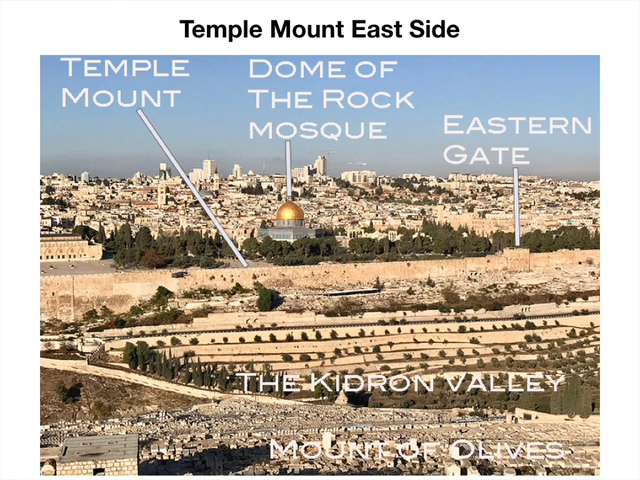 Temple Mount East Side
Temple
Mount
Dome of
The Rock
mosque
Eastern
Gate
The Kidron Valley
Mount of Olives